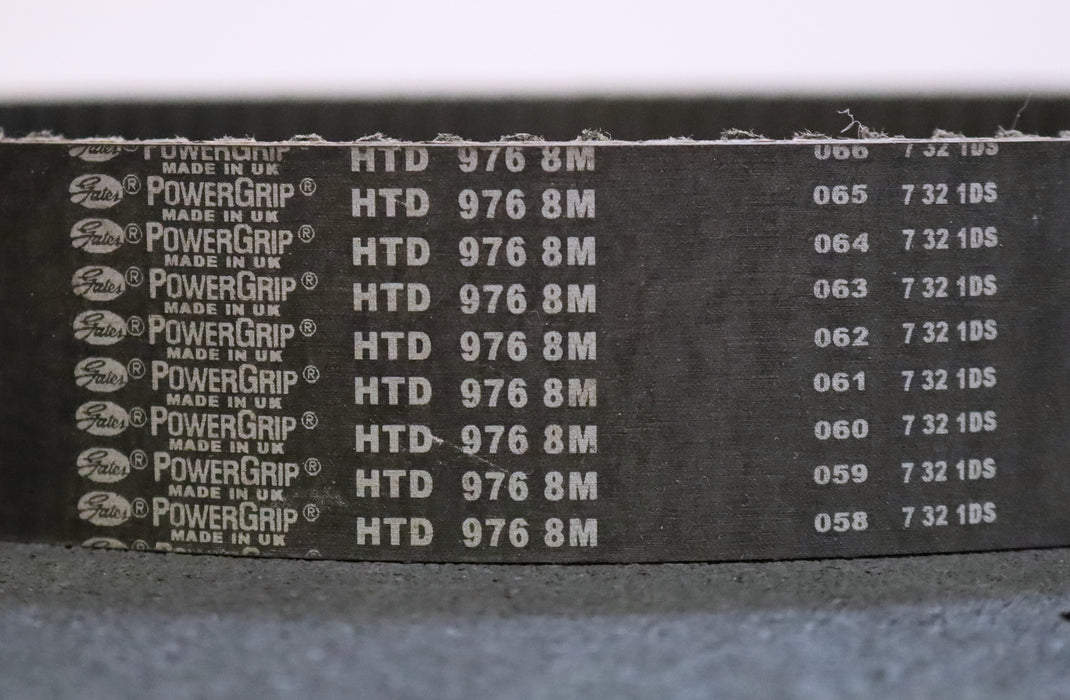 Gates® POWERGRIP HTD 976 8M 066 7 32 1DS
MADE IN UK
Gates® POWERGRIP® HTD 976 8M 065 7 32 1DS
MADE IN UK
Gates® POWERGRIP® HTD 976 8M 064 7 32 1DS
MADE IN UK
Gates® POWERGRIP® HTD 976 8M 063 7 32 1DS
MADE IN UK
Gates® POWERGRIP® HTD 976 8M 062 7 32 1DS
MADE IN UK
Gates® POWERGRIP® HTD 976 8M 061 7 32 1DS
MADE IN UK
Gates® POWERGRIP® HTD 976 8M 060 7 32 1DS
MADE IN UK
Gates® POWERGRIP® HTD 976 8M 059 7 32 1DS
MADE IN UK
Gates® POWERGRIP® HTD 976 8M 058 7 32 1DS
MADE IN UK